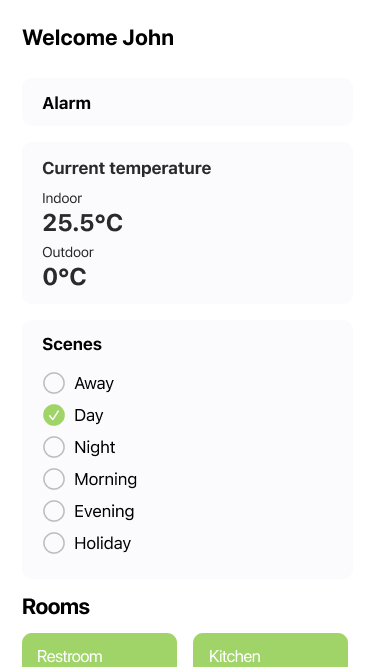 Welcome John
Alarm
Current temperature
Indoor
25.5°C
Outdoor
0°C
Scenes
Away
Day
Night
Morning
Evening
Holiday
Rooms
Restroom
Kitchen